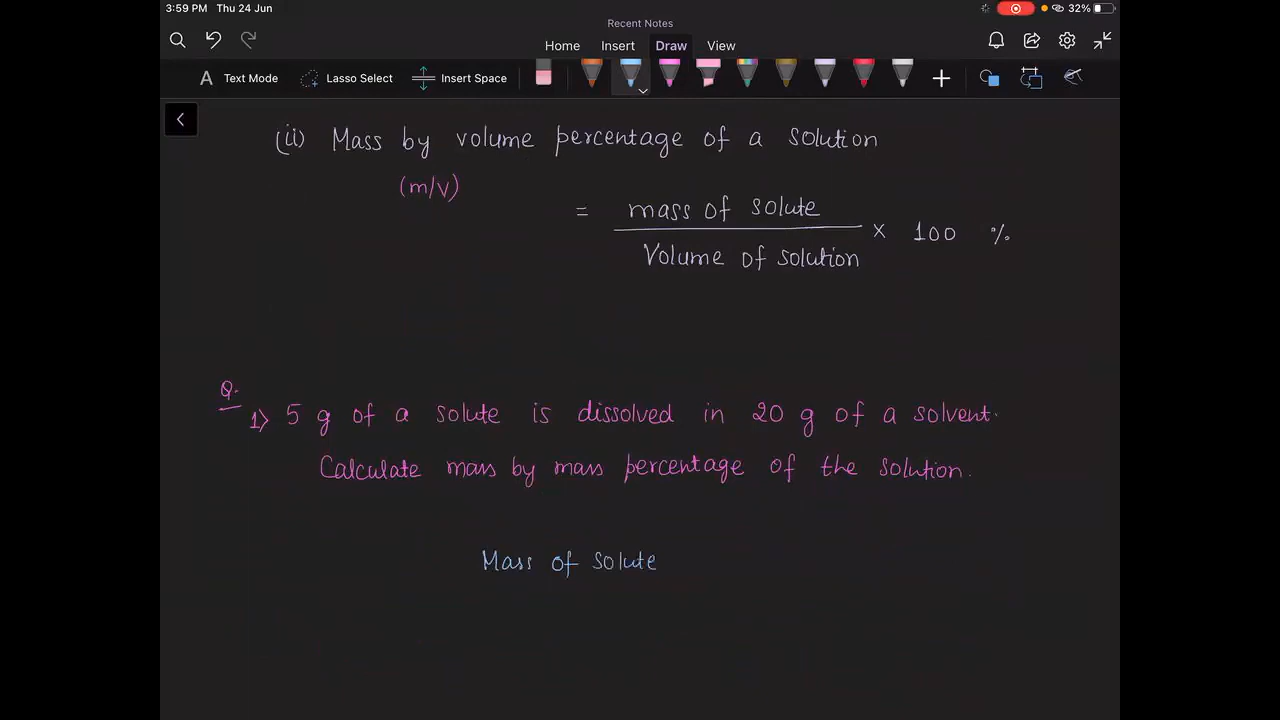 3:59 PM Thu 24 Jun
32%
Recent Notes
Home Insert Draw View
A Text Mode Lasso Select Insert Space
(ii) Mass by volume percentage of a solution
(m/v)
= mass of solute
Volume of solution × 100 %
Q.
1> 5 g of a solute is dissolved in 20 g of a solvent.
Calculate mass by mass percentage of the solution.
Mass of solute